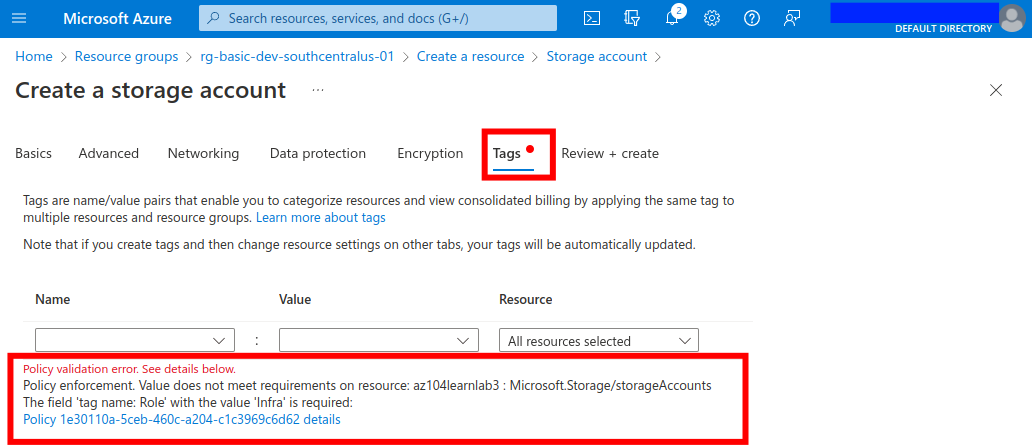 Microsoft Azure
Search resources, services, and docs (G+/)
2
DEFAULT DIRECTORY
Home > Resource groups > rg-basic-dev-southcentralus-01 > Create a resource > Storage account >
Create a storage account ...
Basics Advanced Networking Data protection Encryption Tags Review + create
Tags are name/value pairs that enable you to categorize resources and view consolidated billing by applying the same tag to
multiple resources and resource groups. Learn more about tags
Note that if you create tags and then change resource settings on other tabs, your tags will be automatically updated.
Name Value Resource
: All resources selected
Policy validation error. See details below.
Policy enforcement. Value does not meet requirements on resource: az104learnlab3 : Microsoft.Storage/storageAccounts
The field 'tag name: Role' with the value 'Infra' is required:
Policy 1e30110a-5ceb-460c-a204-c1c3969c6d62 details